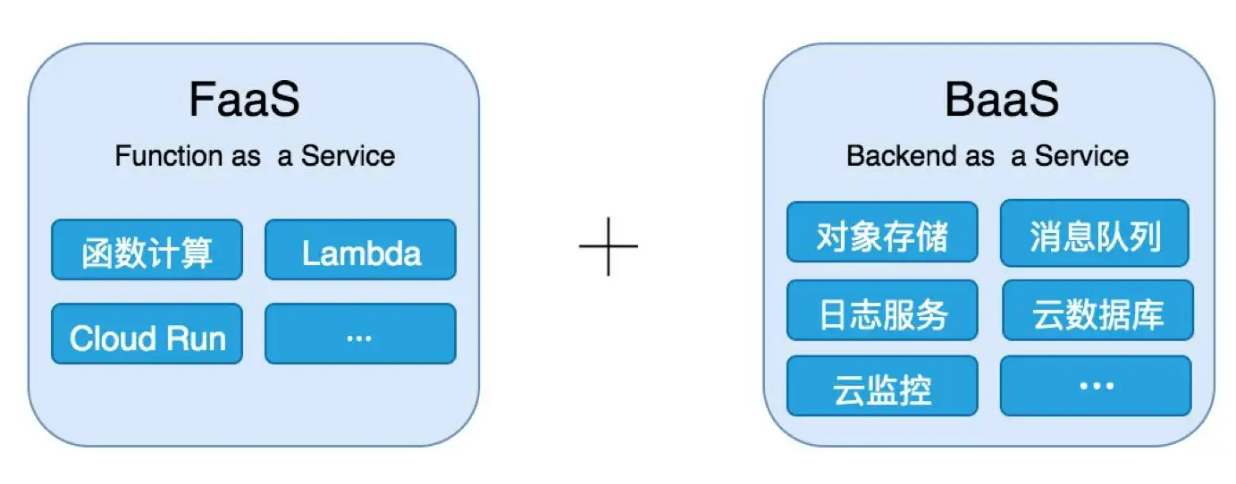 FaaS
Function as a Service
函数计算
Lambda
Cloud Run
...
+
BaaS
Backend as a Service
对象存储
消息队列
日志服务
云数据库
云监控
...